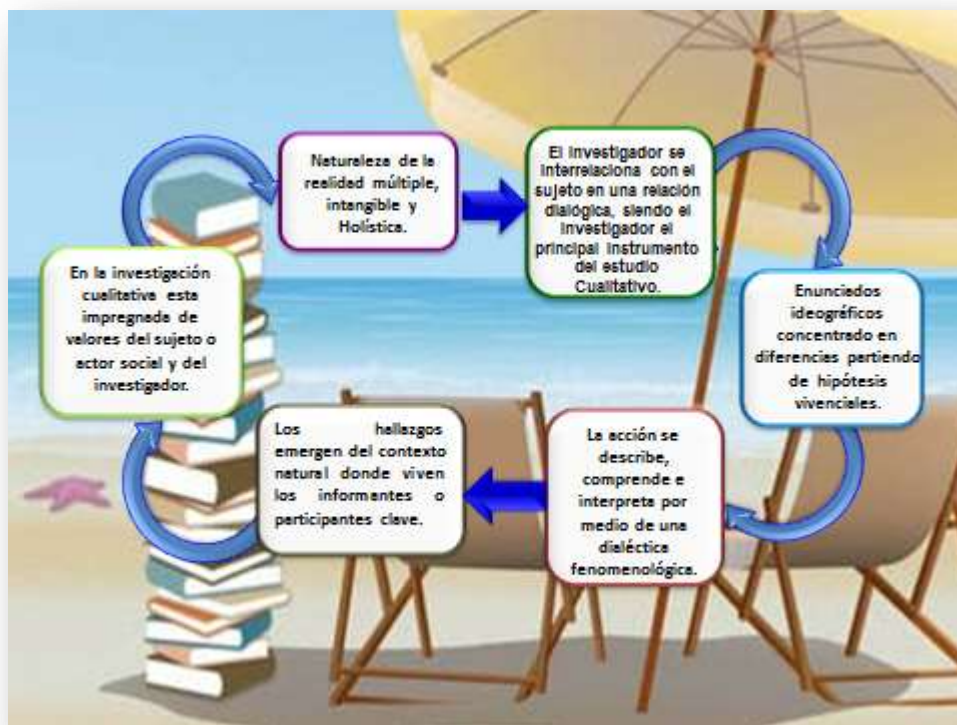 Naturaleza de la
realidad múltiple,
intangible y
Holística.
El investigador se
interrelaciona con el
sujeto en una relación
dialógica, siendo el
investigador el
principal instrumento
del estudio
Cualitativo.
Enunciados
ideográficos
concentrado en
diferencias partiendo
de hipótesis
vivenciales.
La acción se
describe,
comprende e
interpreta por
medio de una
dialéctica
fenomenológica.
Los hallazgos
emergen del contexto
natural donde viven
los informantes o
participantes clave.
En la investigación
cualitativa esta
impregnada de
valores del sujeto o
actor social y del
investigador.